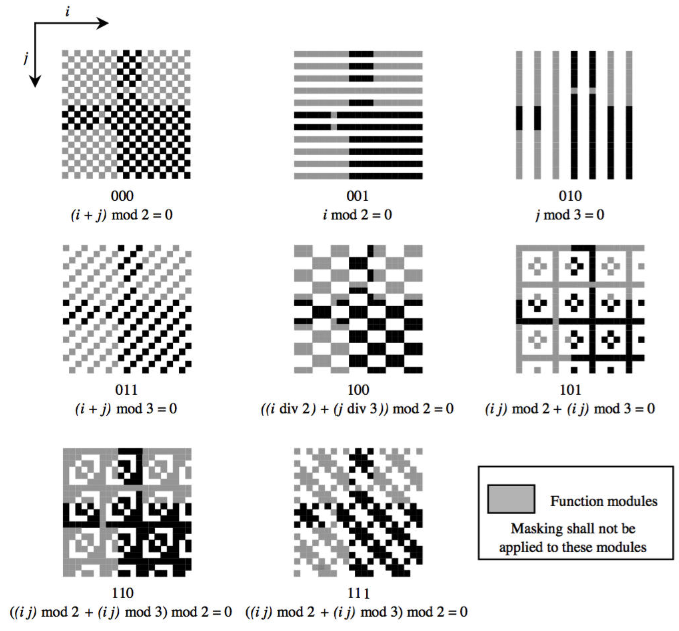 i
j
000
(i + j) mod 2 = 0
001
i mod 2 = 0
010
j mod 3 = 0
011
(i + j) mod 3 = 0
100
((i div 2) + (j div 3)) mod 2 = 0
101
(i j) mod 2 + (i j) mod 3 = 0
110
((i j) mod 2 + (i j) mod 3) mod 2 = 0
111
((i j) mod 2 + (i j) mod 3) mod 2 = 0
Function modules
Masking shall not be
applied to these modules